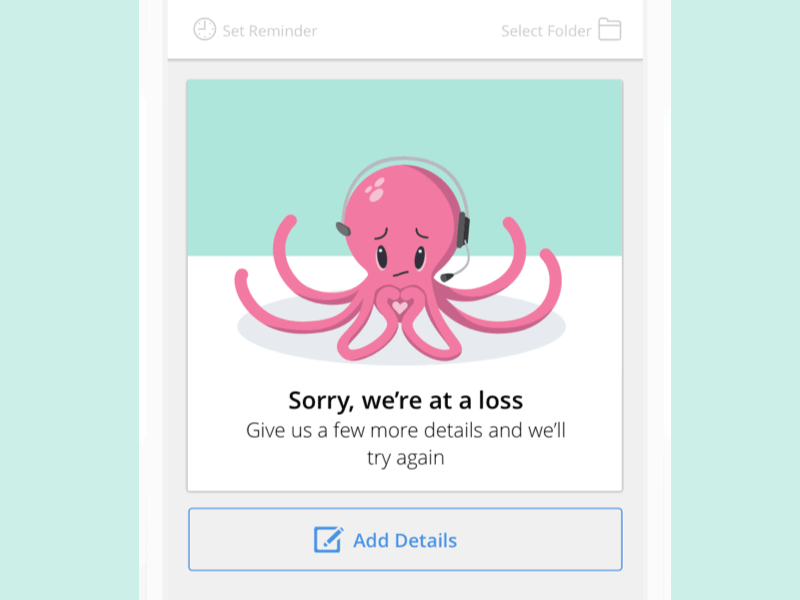 Set Reminder
Select Folder
Sorry, we’re at a loss
Give us a few more details and we’ll
try again
Add Details